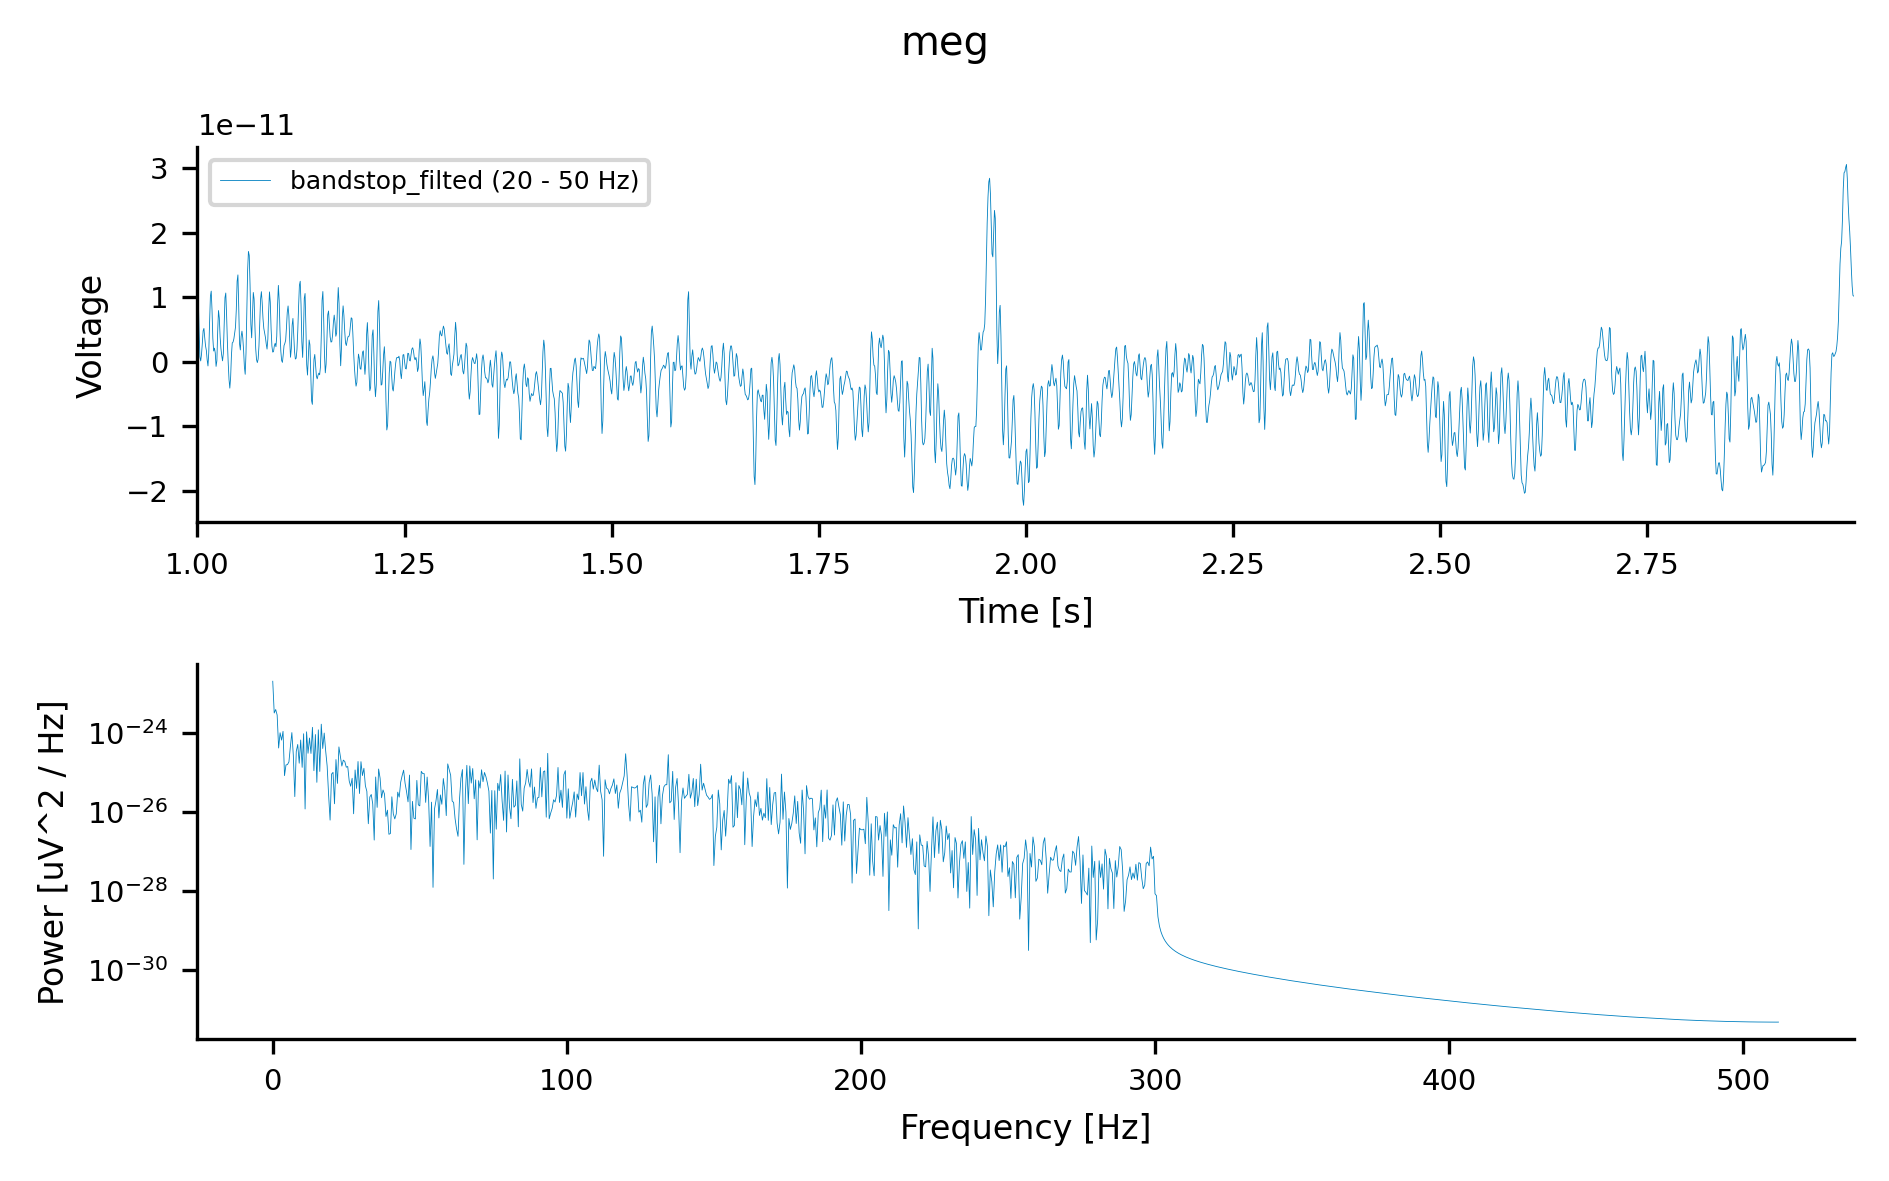 meg
1e−11
bandstop_filted (20 - 50 Hz)
Voltage
3
2
1
0
−1
−2
1.00 1.25 1.50 1.75 2.00 2.25 2.50 2.75
Time [s]
Power [uV^2 / Hz]
10⁻²⁴
10⁻²⁶
10⁻²⁸
10⁻³⁰
0 100 200 300 400 500
Frequency [Hz]